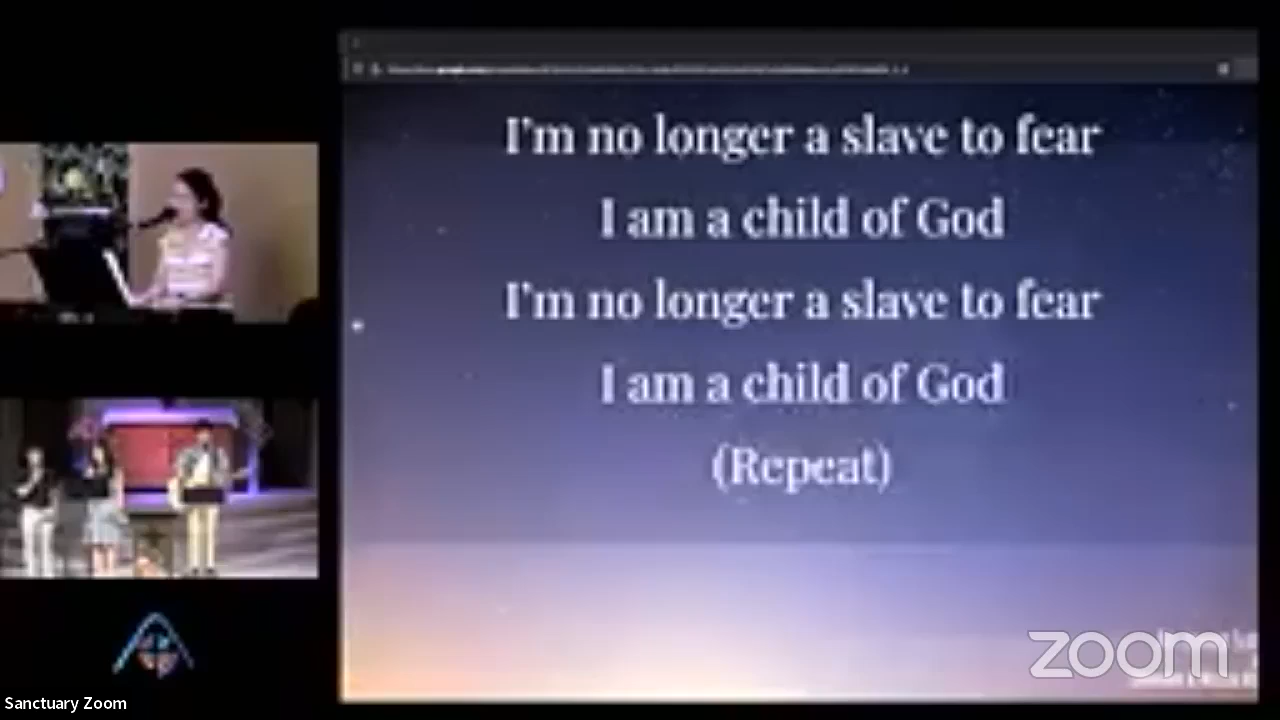 I'm no longer a slave to fear
I am a child of God
I'm no longer a slave to fear
I am a child of God
(Repeat)
zoom
Sanctuary Zoom